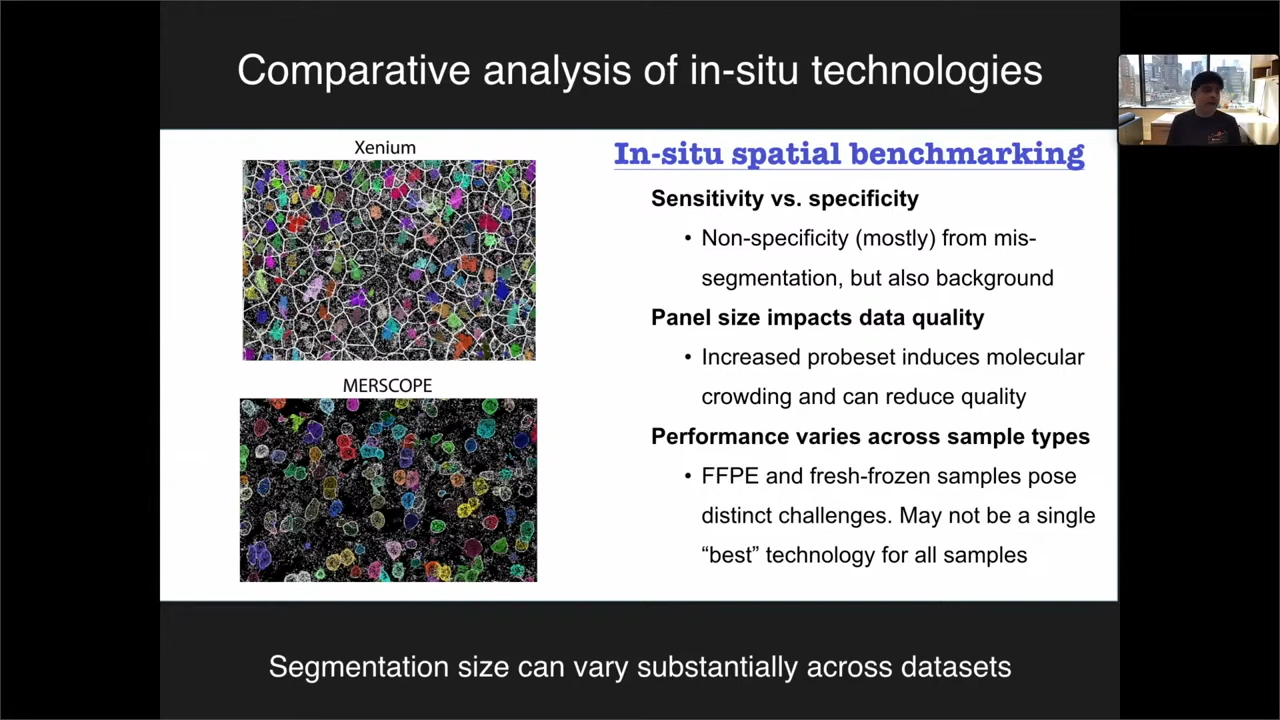 Comparative analysis of in-situ technologies
Xenium
MERSCOPE
In-situ spatial benchmarking
Sensitivity vs. specificity
• Non-specificity (mostly) from mis-
segmentation, but also background
Panel size impacts data quality
• Increased probeset induces molecular
crowding and can reduce quality
Performance varies across sample types
• FFPE and fresh-frozen samples pose
distinct challenges. May not be a single
“best” technology for all samples
Segmentation size can vary substantially across datasets